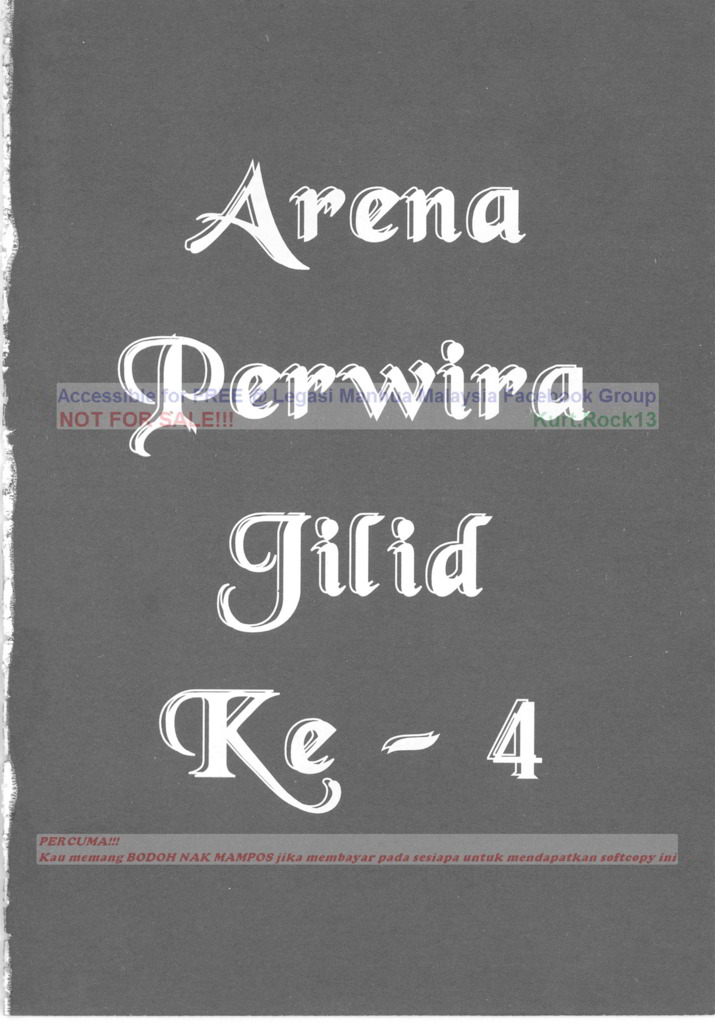 Arena
Perwira
Accessible for FREE @ Legasi Manhua Malaysia Facebook Group
NOT FOR SALE!!! Kurt.Rock13
Jilid
Ke - 4
PERCUMA!!!
Kau memang BODOH NAK MAMPOS jika membayar pada sesiapa untuk mendapatkan softcopy ini